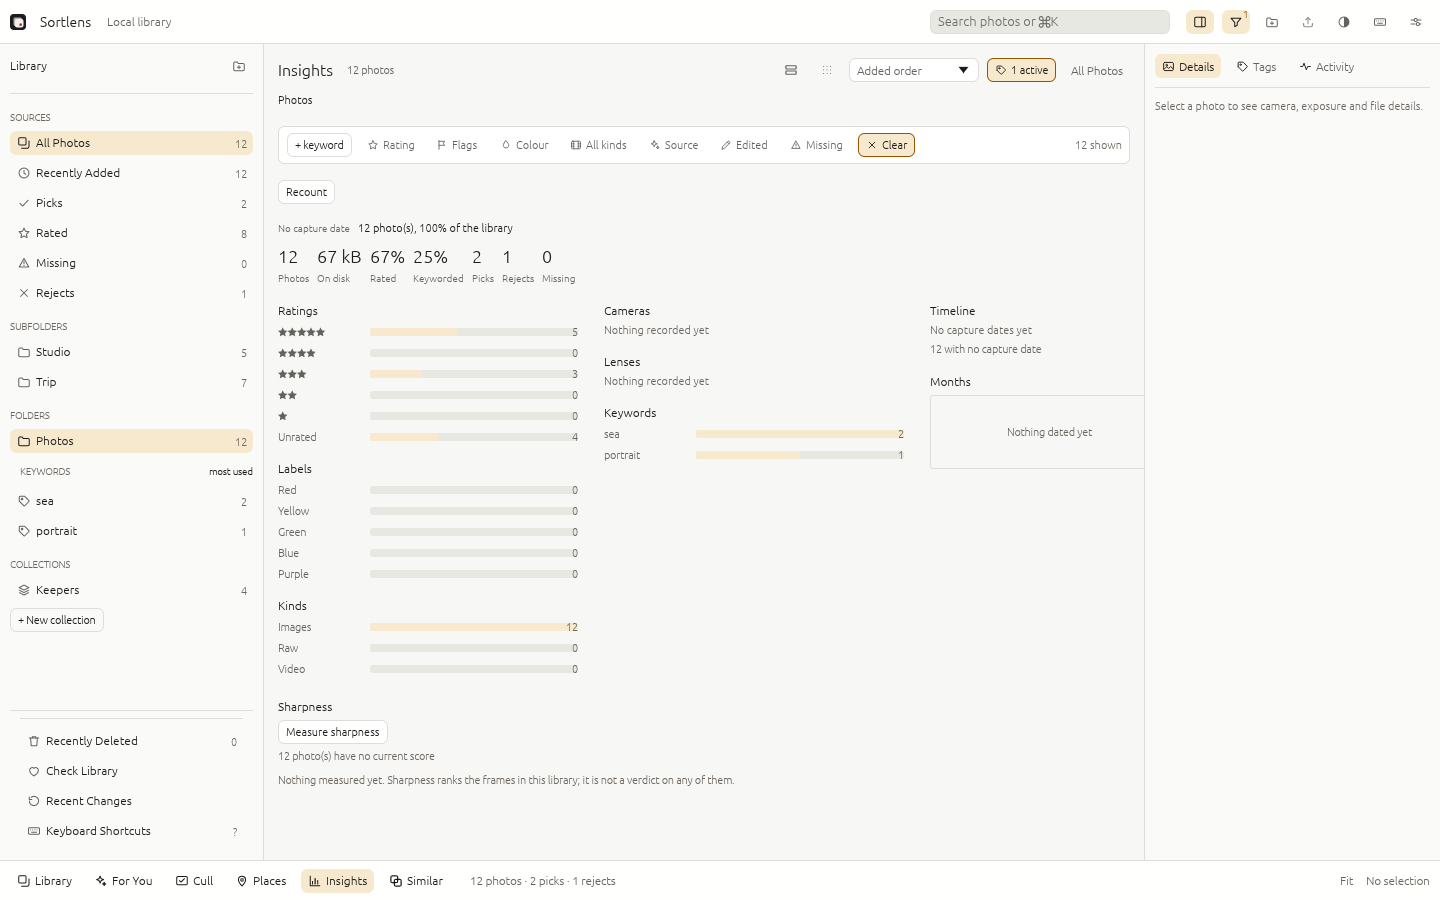 Sortlens Local library Search photos or ⌘K 1
Library
SOURCES
All Photos 12
Recently Added 12
Picks 2
Rated 8
Missing 0
Rejects 1
SUBFOLDERS
Studio 5
Trip 7
FOLDERS
Photos 12
KEYWORDS most used
sea 2
portrait 1
COLLECTIONS
Keepers 4
+ New collection
Recently Deleted 0
Check Library
Recent Changes
Keyboard Shortcuts ?
Insights 12 photos Added order 1 active All Photos
Photos
+ keyword Rating Flags Colour All kinds Source Edited Missing Clear 12 shown
Recount
No capture date 12 photo(s), 100% of the library
12 67 kB 67% 25% 2 1 0
Photos On disk Rated Keyworded Picks Rejects Missing
Ratings
★★★★★ 5
★★★★ 0
★★★ 3
★★ 0
★ 0
Unrated 4
Labels
Red 0
Yellow 0
Green 0
Blue 0
Purple 0
Kinds
Images 12
Raw 0
Video 0
Cameras
Nothing recorded yet
Lenses
Nothing recorded yet
Keywords
sea 2
portrait 1
Timeline
No capture dates yet
12 with no capture date
Months
Nothing dated yet
Sharpness
Measure sharpness
12 photo(s) have no current score
Nothing measured yet. Sharpness ranks the frames in this library; it is not a verdict on any of them.
Details Tags Activity
Select a photo to see camera, exposure and file details.
Library For You Cull Places Insights Similar 12 photos · 2 picks · 1 rejects Fit No selection